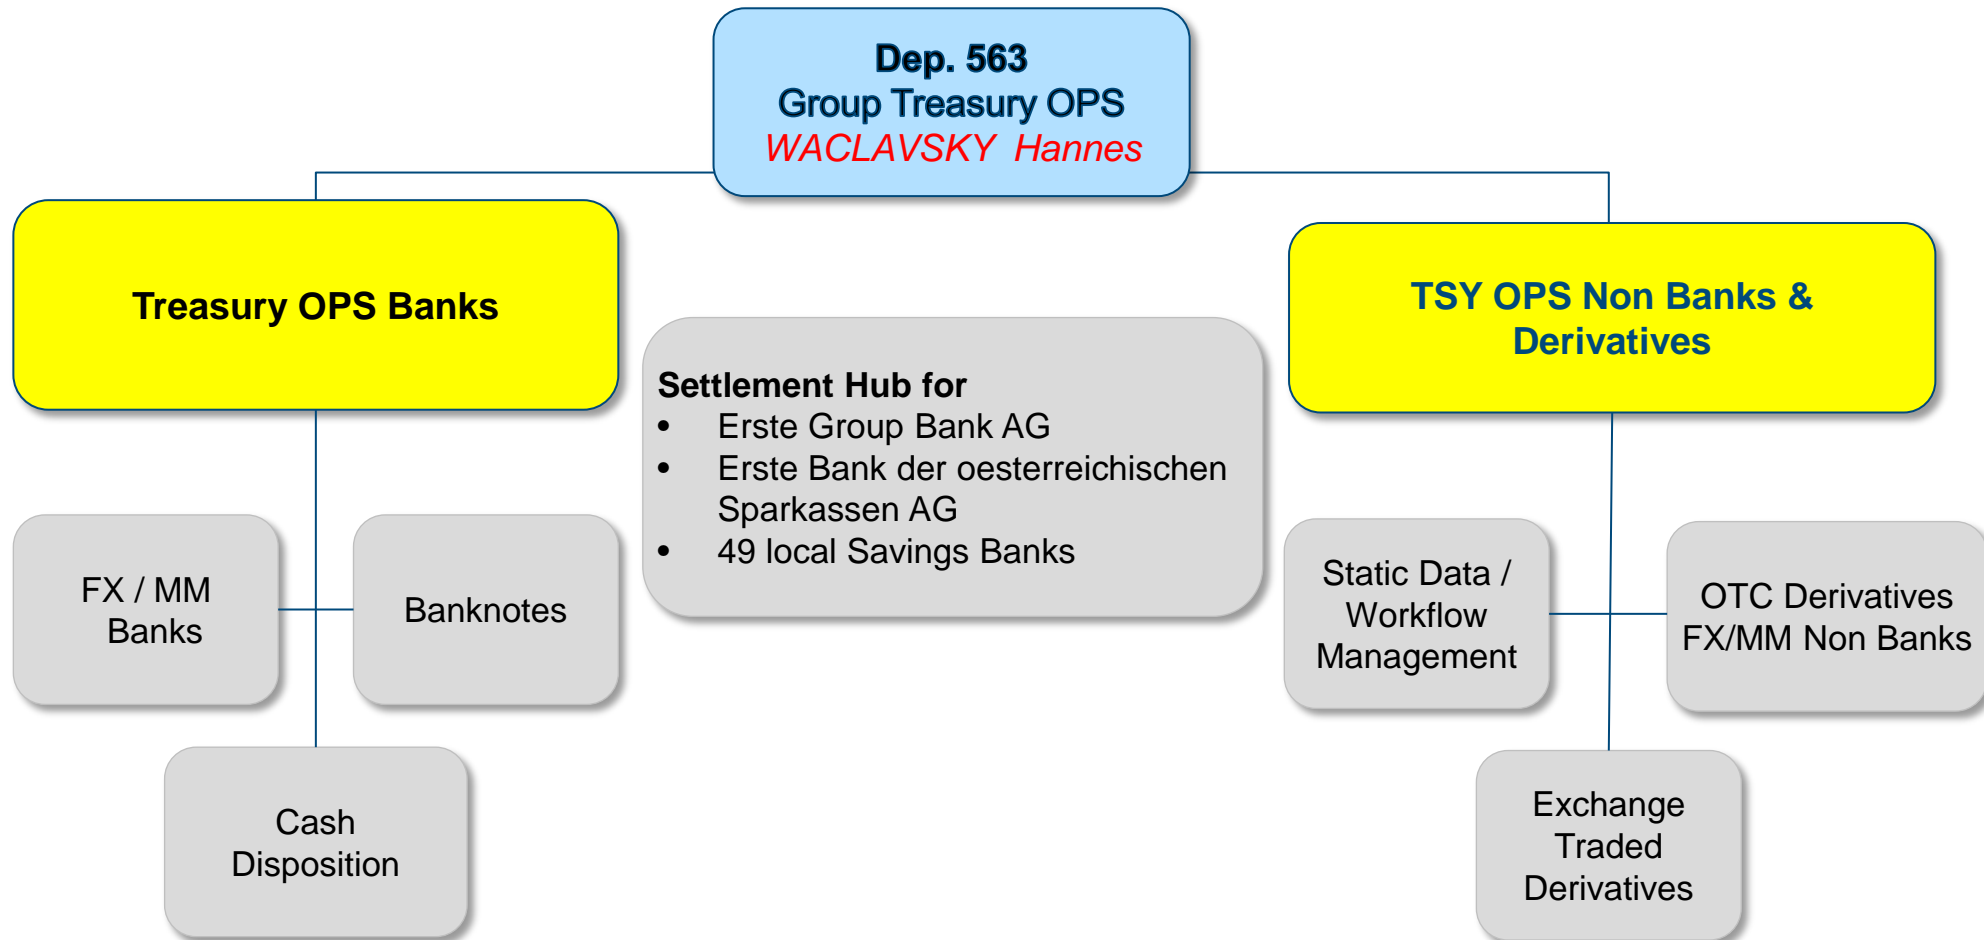 Dep. 563
Group Treasury OPS
WACLAVSKY Hannes
Treasury OPS Banks
TSY OPS Non Banks &
Derivatives
Settlement Hub for
• Erste Group Bank AG
• Erste Bank der oesterreichischen
Sparkassen AG
• 49 local Savings Banks
FX / MM
Banks
Banknotes
Cash
Disposition
Static Data /
Workflow
Management
OTC Derivatives
FX/MM Non Banks
Exchange
Traded
Derivatives